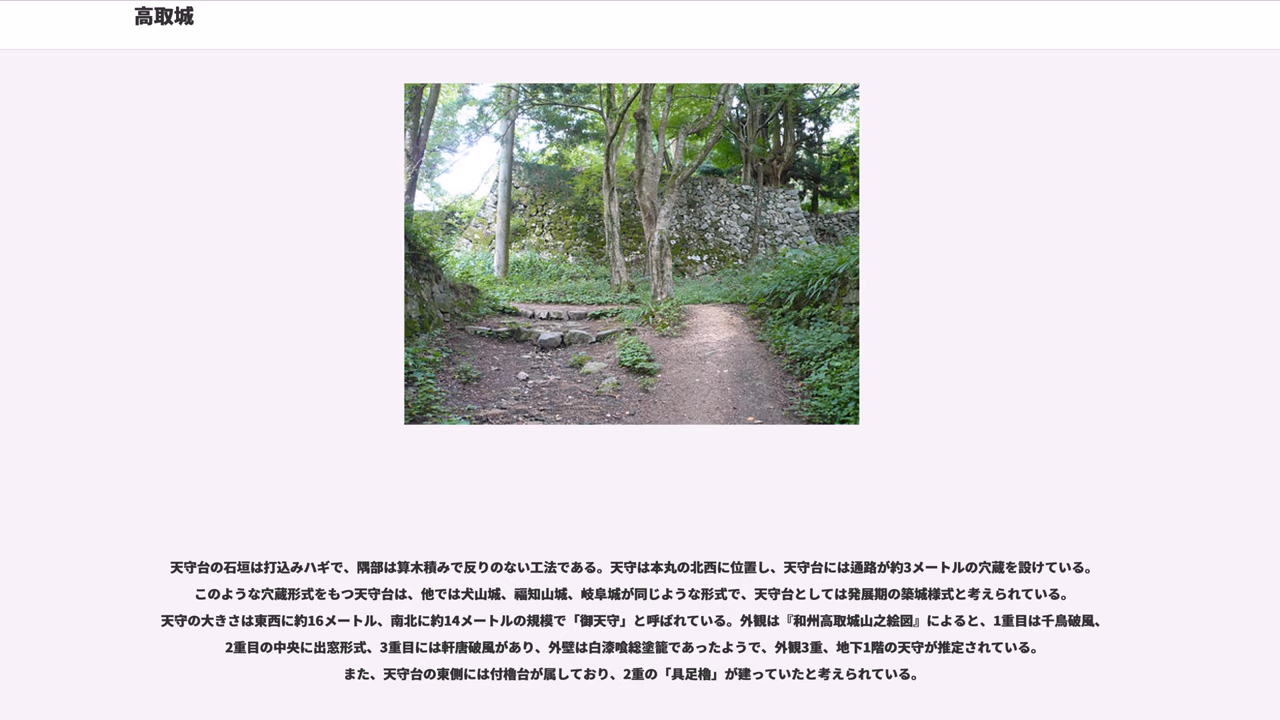 高取城
天守台の石垣は打込みハギで、隅部は算木積みで反りのない工法である。天守は本丸の北西に位置し、天守台には通路が約3メートルの穴蔵を設けている。
このような穴蔵形式をもつ天守台は、他では犬山城、福知山城、岐阜城が同じような形式で、天守台としては発展期の築城様式と考えられている。
天守の大きさは東西に約16メートル、南北に約14メートルの規模で「御天守」と呼ばれている。外観は『和州高取城山之絵図』によると、1重目は千鳥破風、
2重目の中央に出窓形式、3重目には軒唐破風があり、外壁は白漆喰総塗籠であったようで、外観3重、地下1階の天守が推定されている。
また、天守台の東側には付櫓台が属しており、2重の「具足櫓」が建っていたと考えられている。